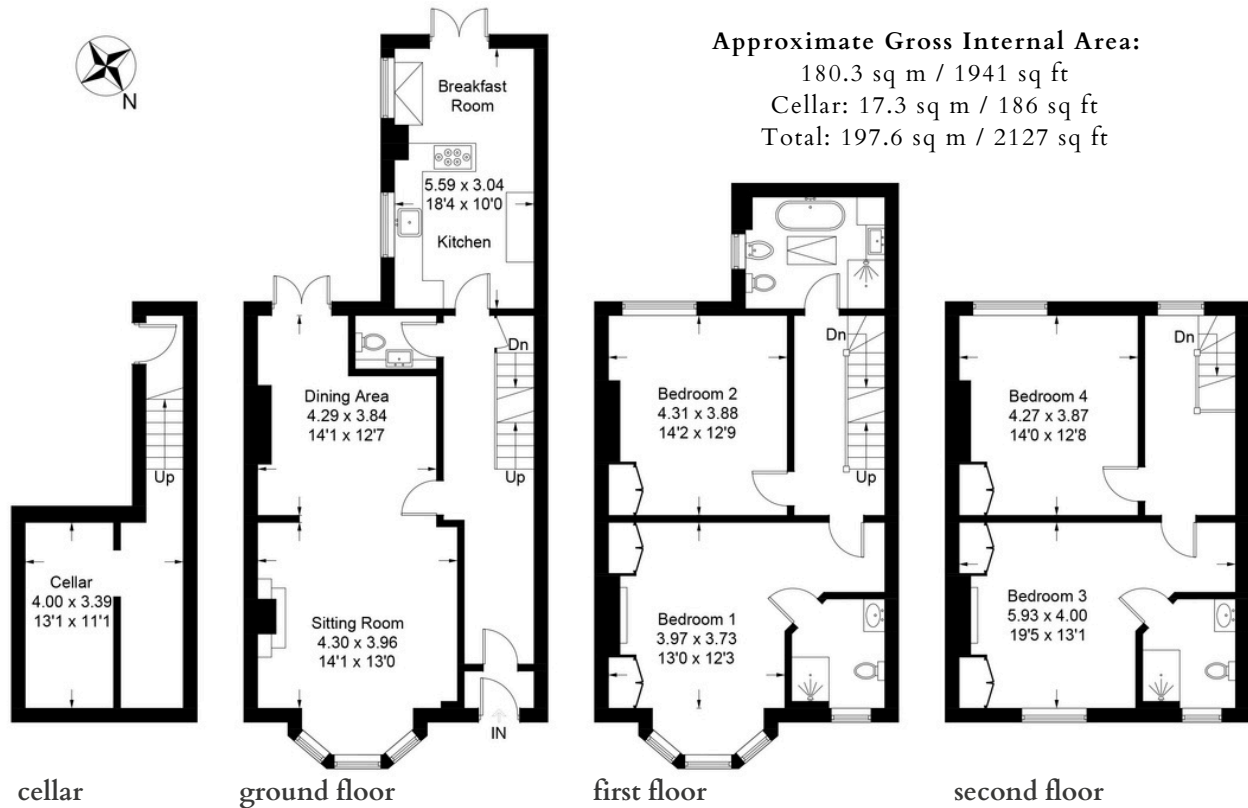 N
Approximate Gross Internal Area:
180.3 sq m / 1941 sq ft
Cellar: 17.3 sq m / 186 sq ft
Total: 197.6 sq m / 2127 sq ft
Up
Cellar
4.00 x 3.39
13'1 x 11'1
cellar
Breakfast
Room
5.59 x 3.04
18'4 x 10'0
Kitchen
Dn
Dining Area
4.29 x 3.84
14'1 x 12'7
Up
Sitting Room
4.30 x 3.96
14'1 x 13'0
IN
ground floor
Dn
Bedroom 2
4.31 x 3.88
14'2 x 12'9
Up
Bedroom 1
3.97 x 3.73
13'0 x 12'3
first floor
Dn
Bedroom 4
4.27 x 3.87
14'0 x 12'8
Bedroom 3
5.93 x 4.00
19'5 x 13'1
second floor